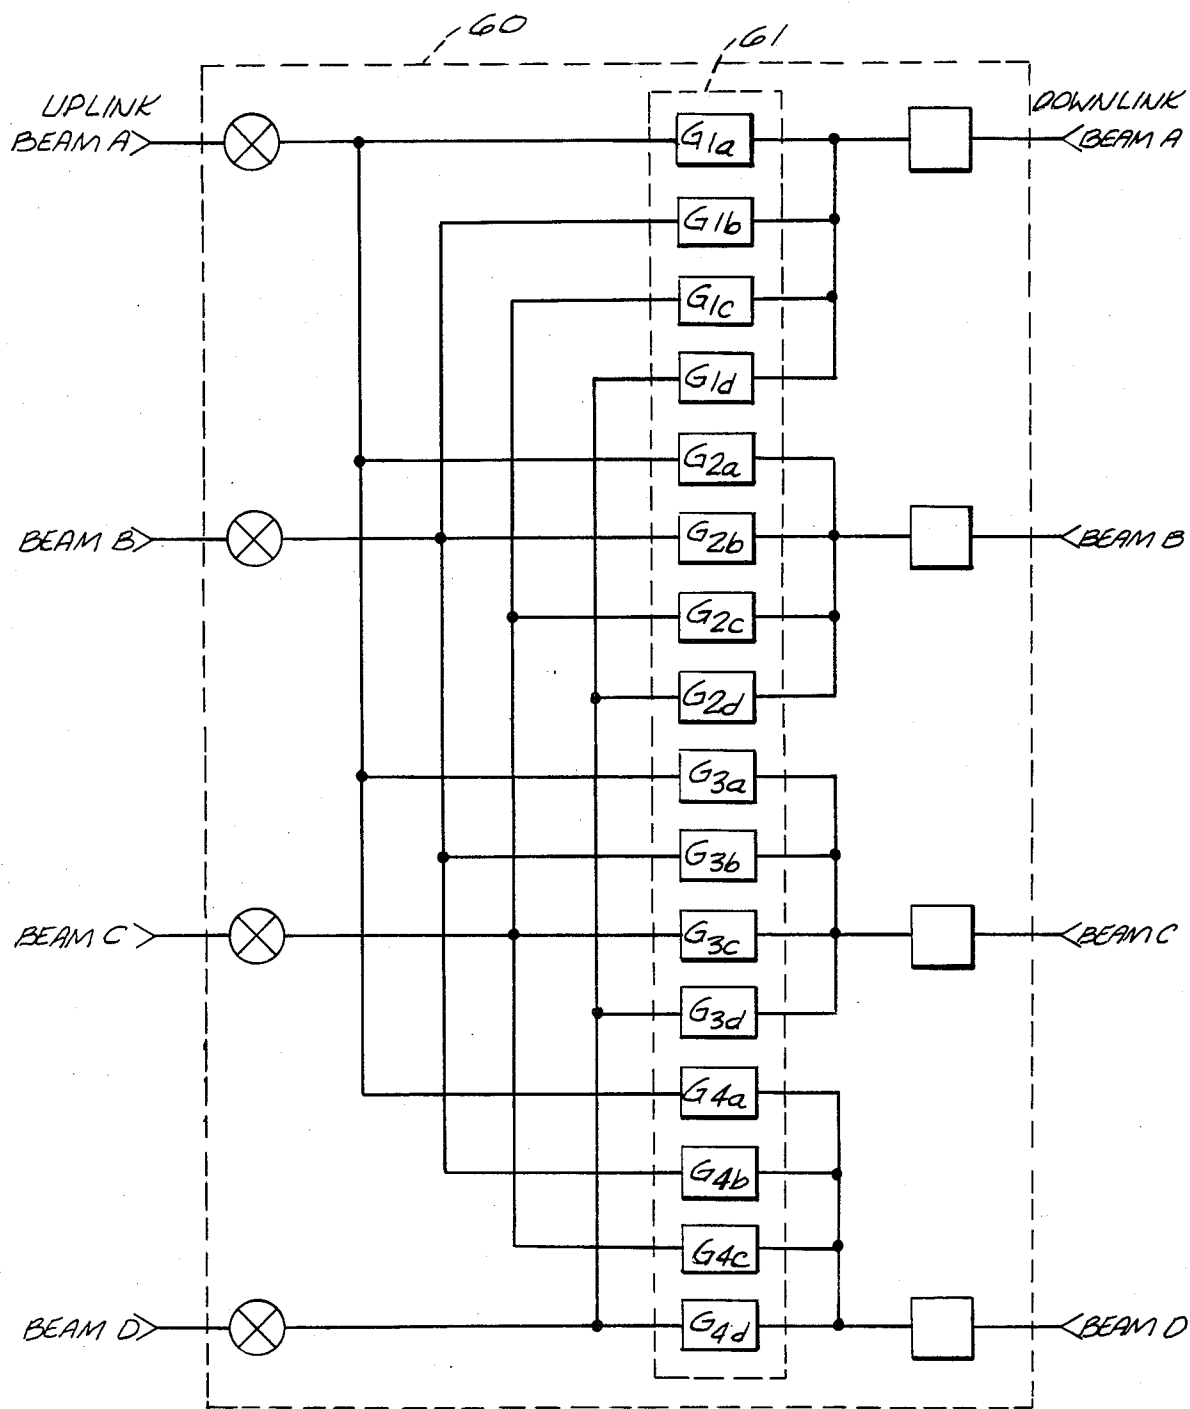 60
61
UPLINK
BEAM A
DOWNLINK
BEAM A
G1a
G1b
G1c
G1d
G2a
BEAM B
G2b
BEAM B
G2c
G2d
G3a
G3b
BEAM C
G3c
BEAM C
G3d
G4a
G4b
G4c
BEAM D
G4d
BEAM D